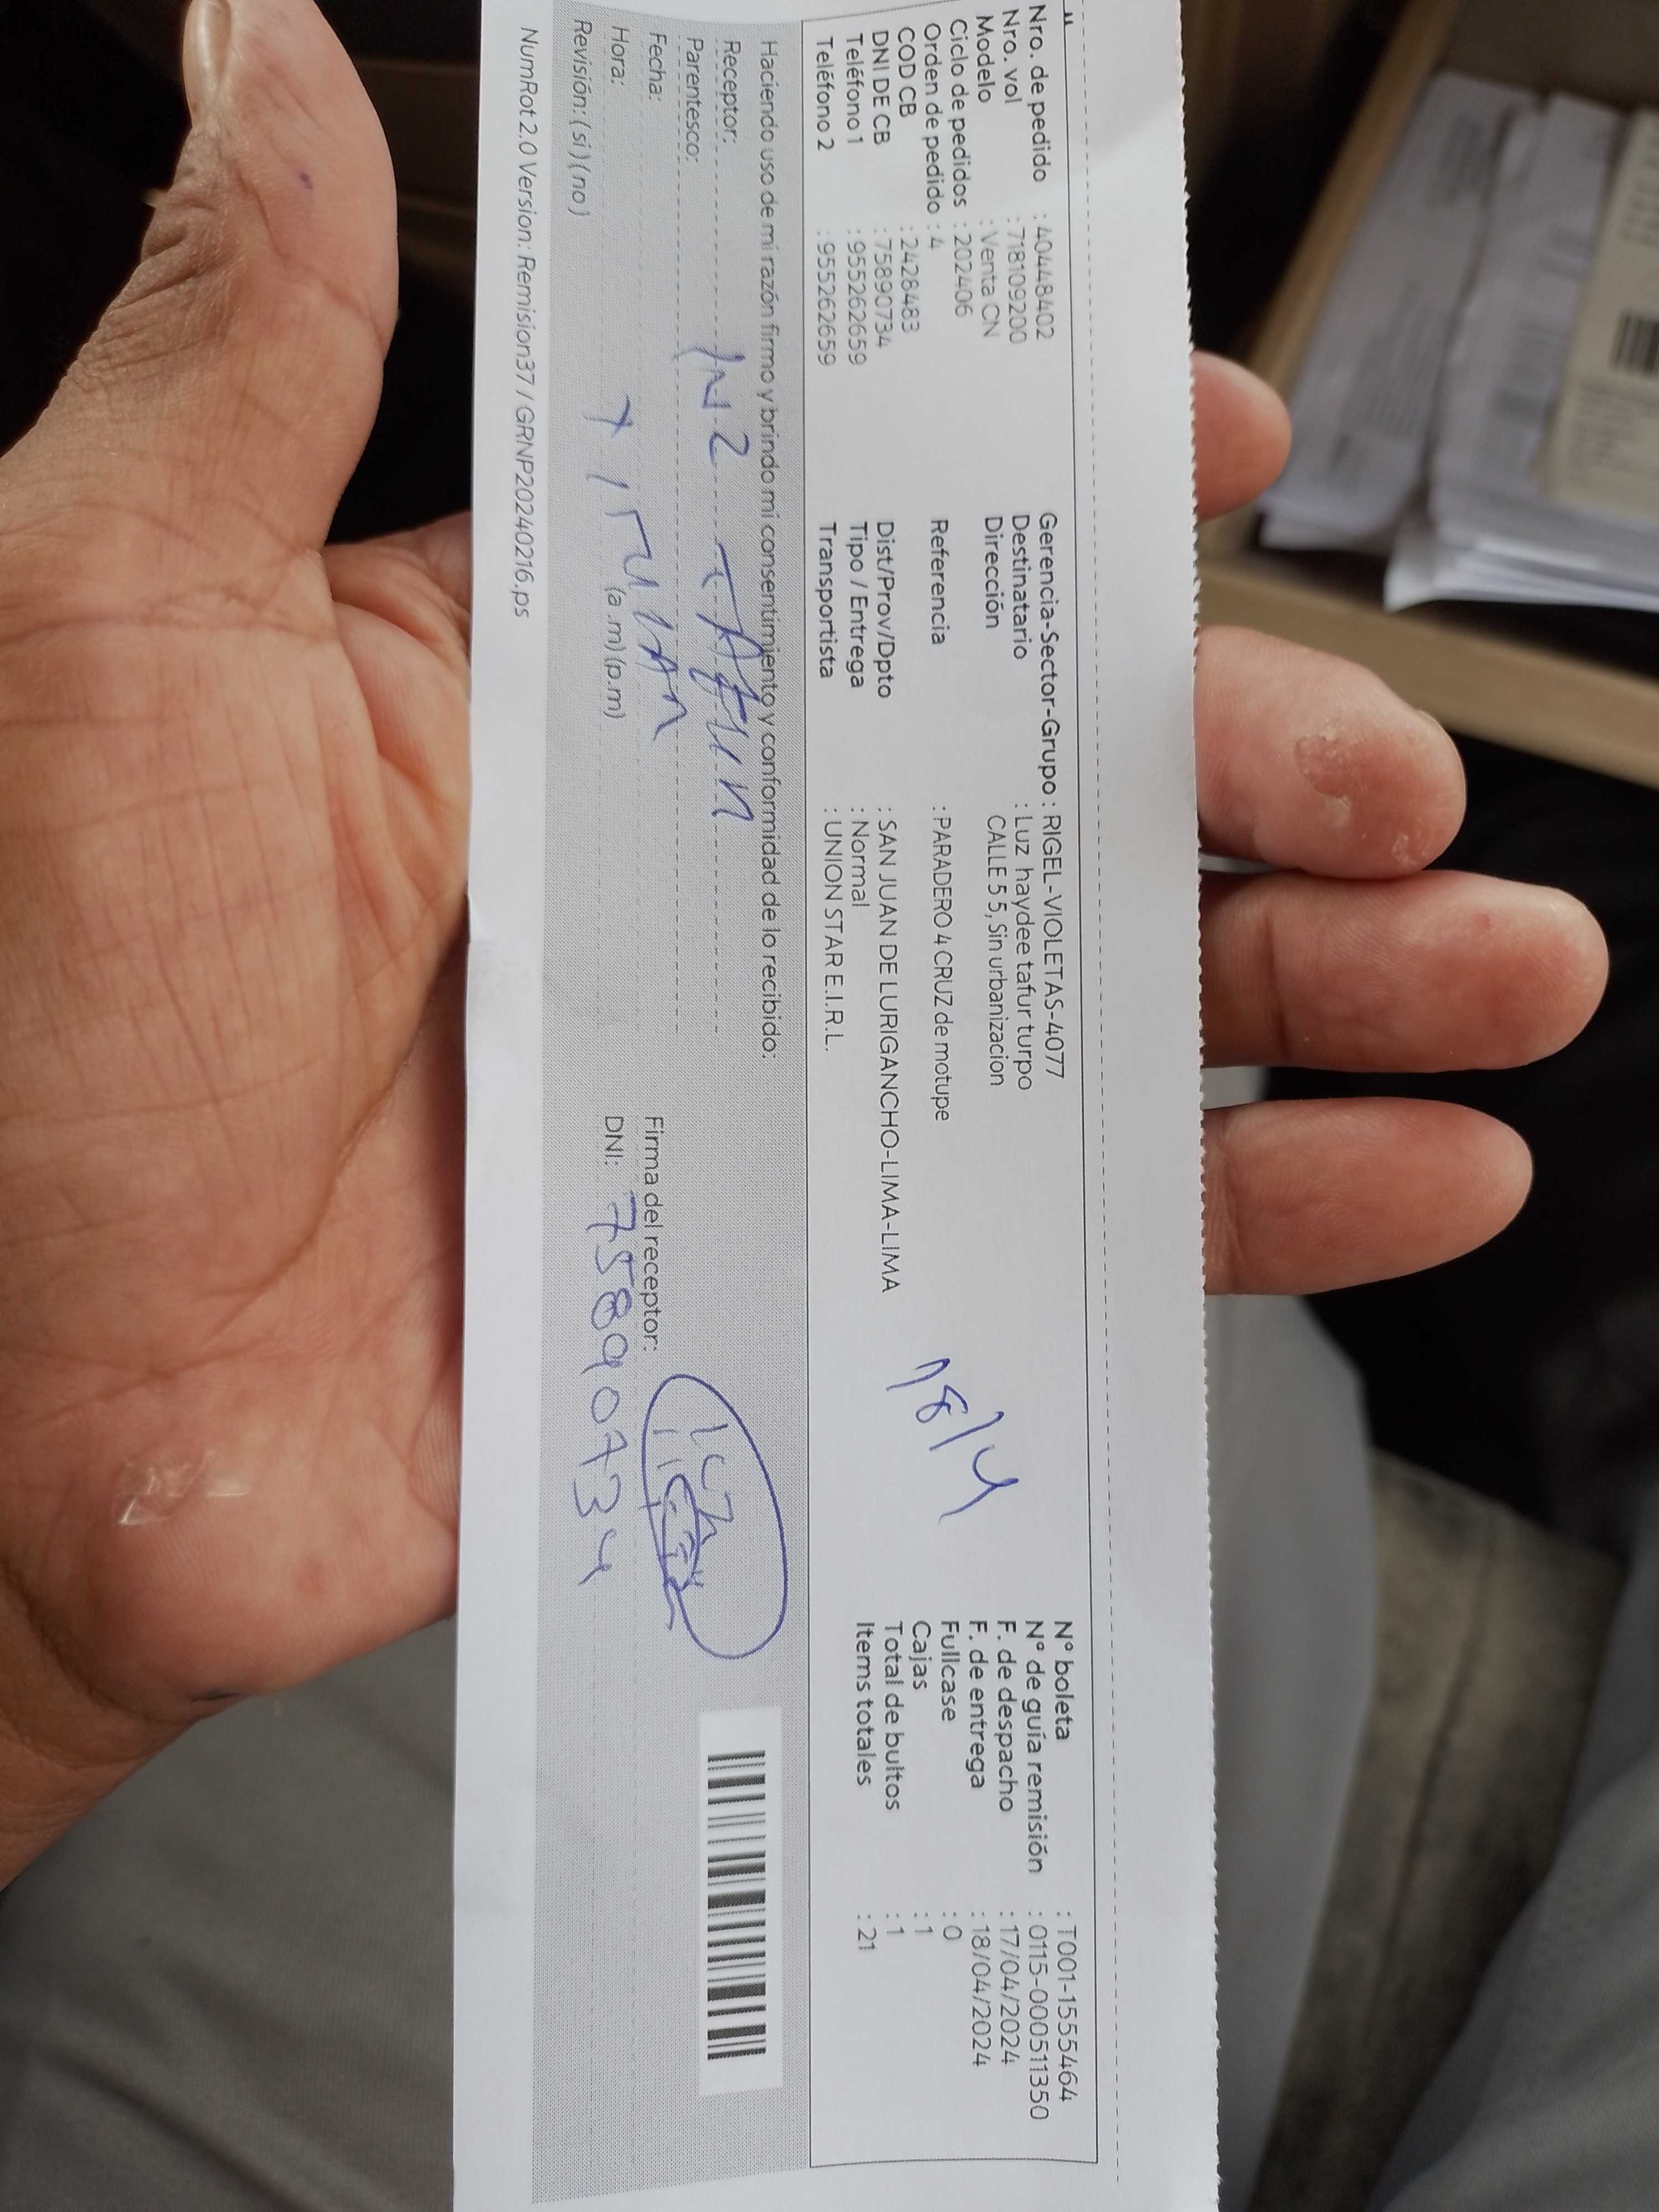 Nro. de pedido : 40448402
Nro. vol : 718109200
Modelo : Venta CN
Ciclo de pedidos : 202406
Orden de pedido : 4
COD CB : 2428483
DNI DE CB : 75890734
Teléfono 1 : 955262659
Teléfono 2 : 955262659
Gerencia-Sector-Grupo : RIGEL-VIOLETAS-4077
Destinatario : Luz haydee tafur turpo
Dirección CALLE 5 5, Sin urbanizacion
Referencia : PARADERO 4 CRUZ de motupe
Dist/Prov/Dpto : SAN JUAN DE LURIGANCHO-LIMA-LIMA
Tipo / Entrega : Normal
Transportista : UNION STAR E.I.R.L.
18/4
N° boleta : T001-1555464
N° de guía remisión : 0115-000511350
F. de despacho : 17/04/2024
F. de entrega : 18/04/2024
Fullcase : 0
Cajas : 1
Total de bultos : 1
Items totales : 21
Haciendo uso de mi razón firmo y brindo mi consentimiento y conformidad de lo recibido:
Receptor:
Parentesco:
Fecha:
Hora: (a.m) (p.m)
Revisión: (si) (no)
Firma del receptor:
DNI: 75890734
NumRot 2.0 Version: Remision37 / GRNP20240216.ps